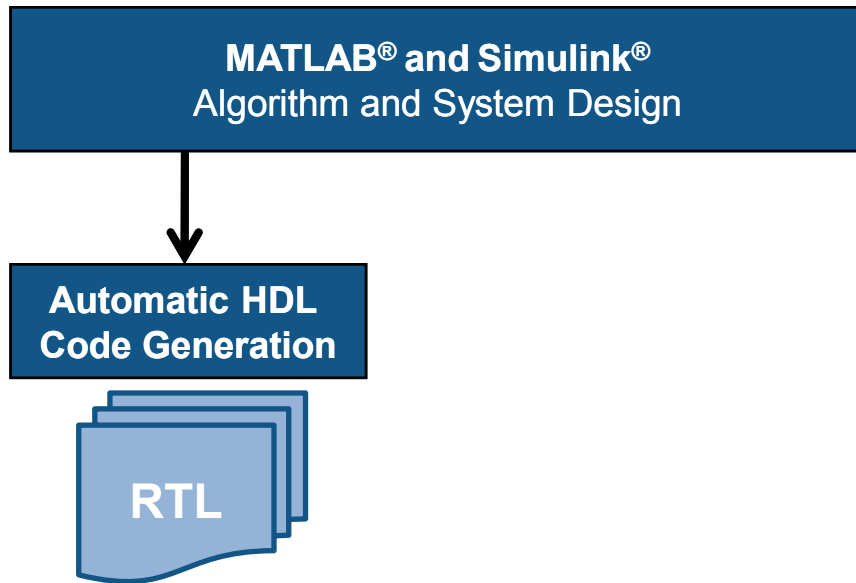 MATLAB® and Simulink®
Algorithm and System Design
Automatic HDL
Code Generation
RTL